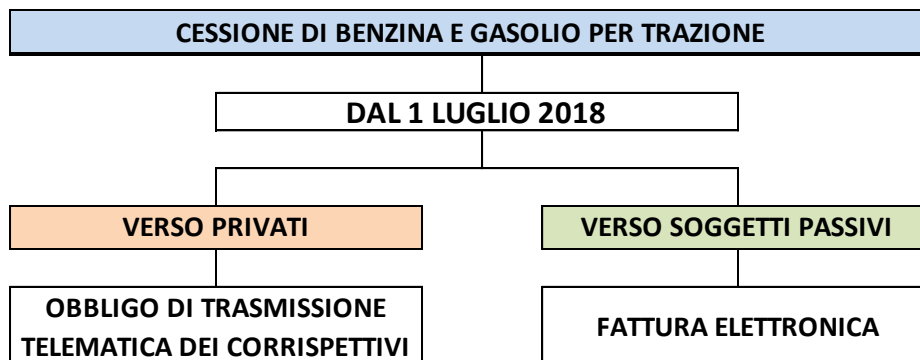 CESSIONE DI BENZINA E GASOLIO PER TRAZIONE
DAL 1 LUGLIO 2018
VERSO PRIVATI
VERSO SOGGETTI PASSIVI
OBBLIGO DI TRASMISSIONE
TELEMATICA DEI CORRISPETTIVI
FATTURA ELETTRONICA